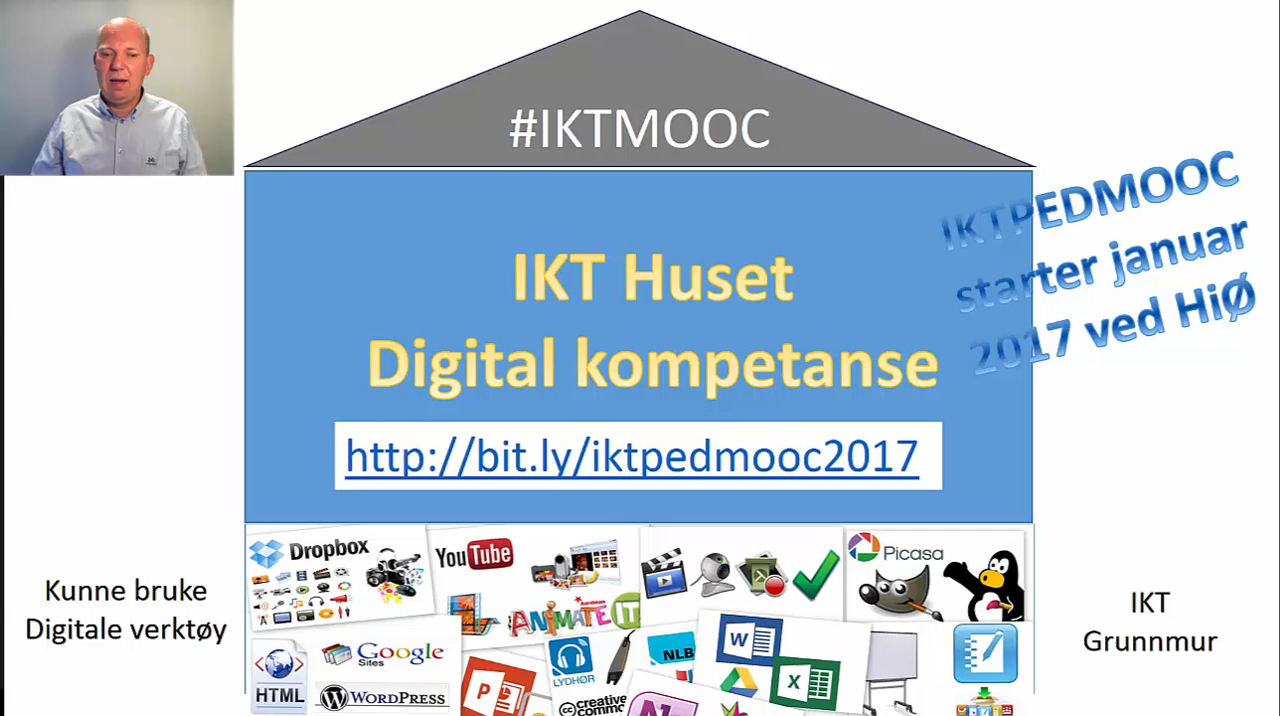 #IKTMOOC
IKTPEDMOOC
starter januar
2017 ved HiØ
IKT Huset
Digital kompetanse
http://bit.ly/iktpedmooc2017
Kunne bruke
Digitale verktøy
IKT
Grunnmur
Dropbox
YouTube
Picasa
ANIMATE IT
HTML
Google
Sites
WORDPRESS
LYDHØR
NLB
W
X
P
creative